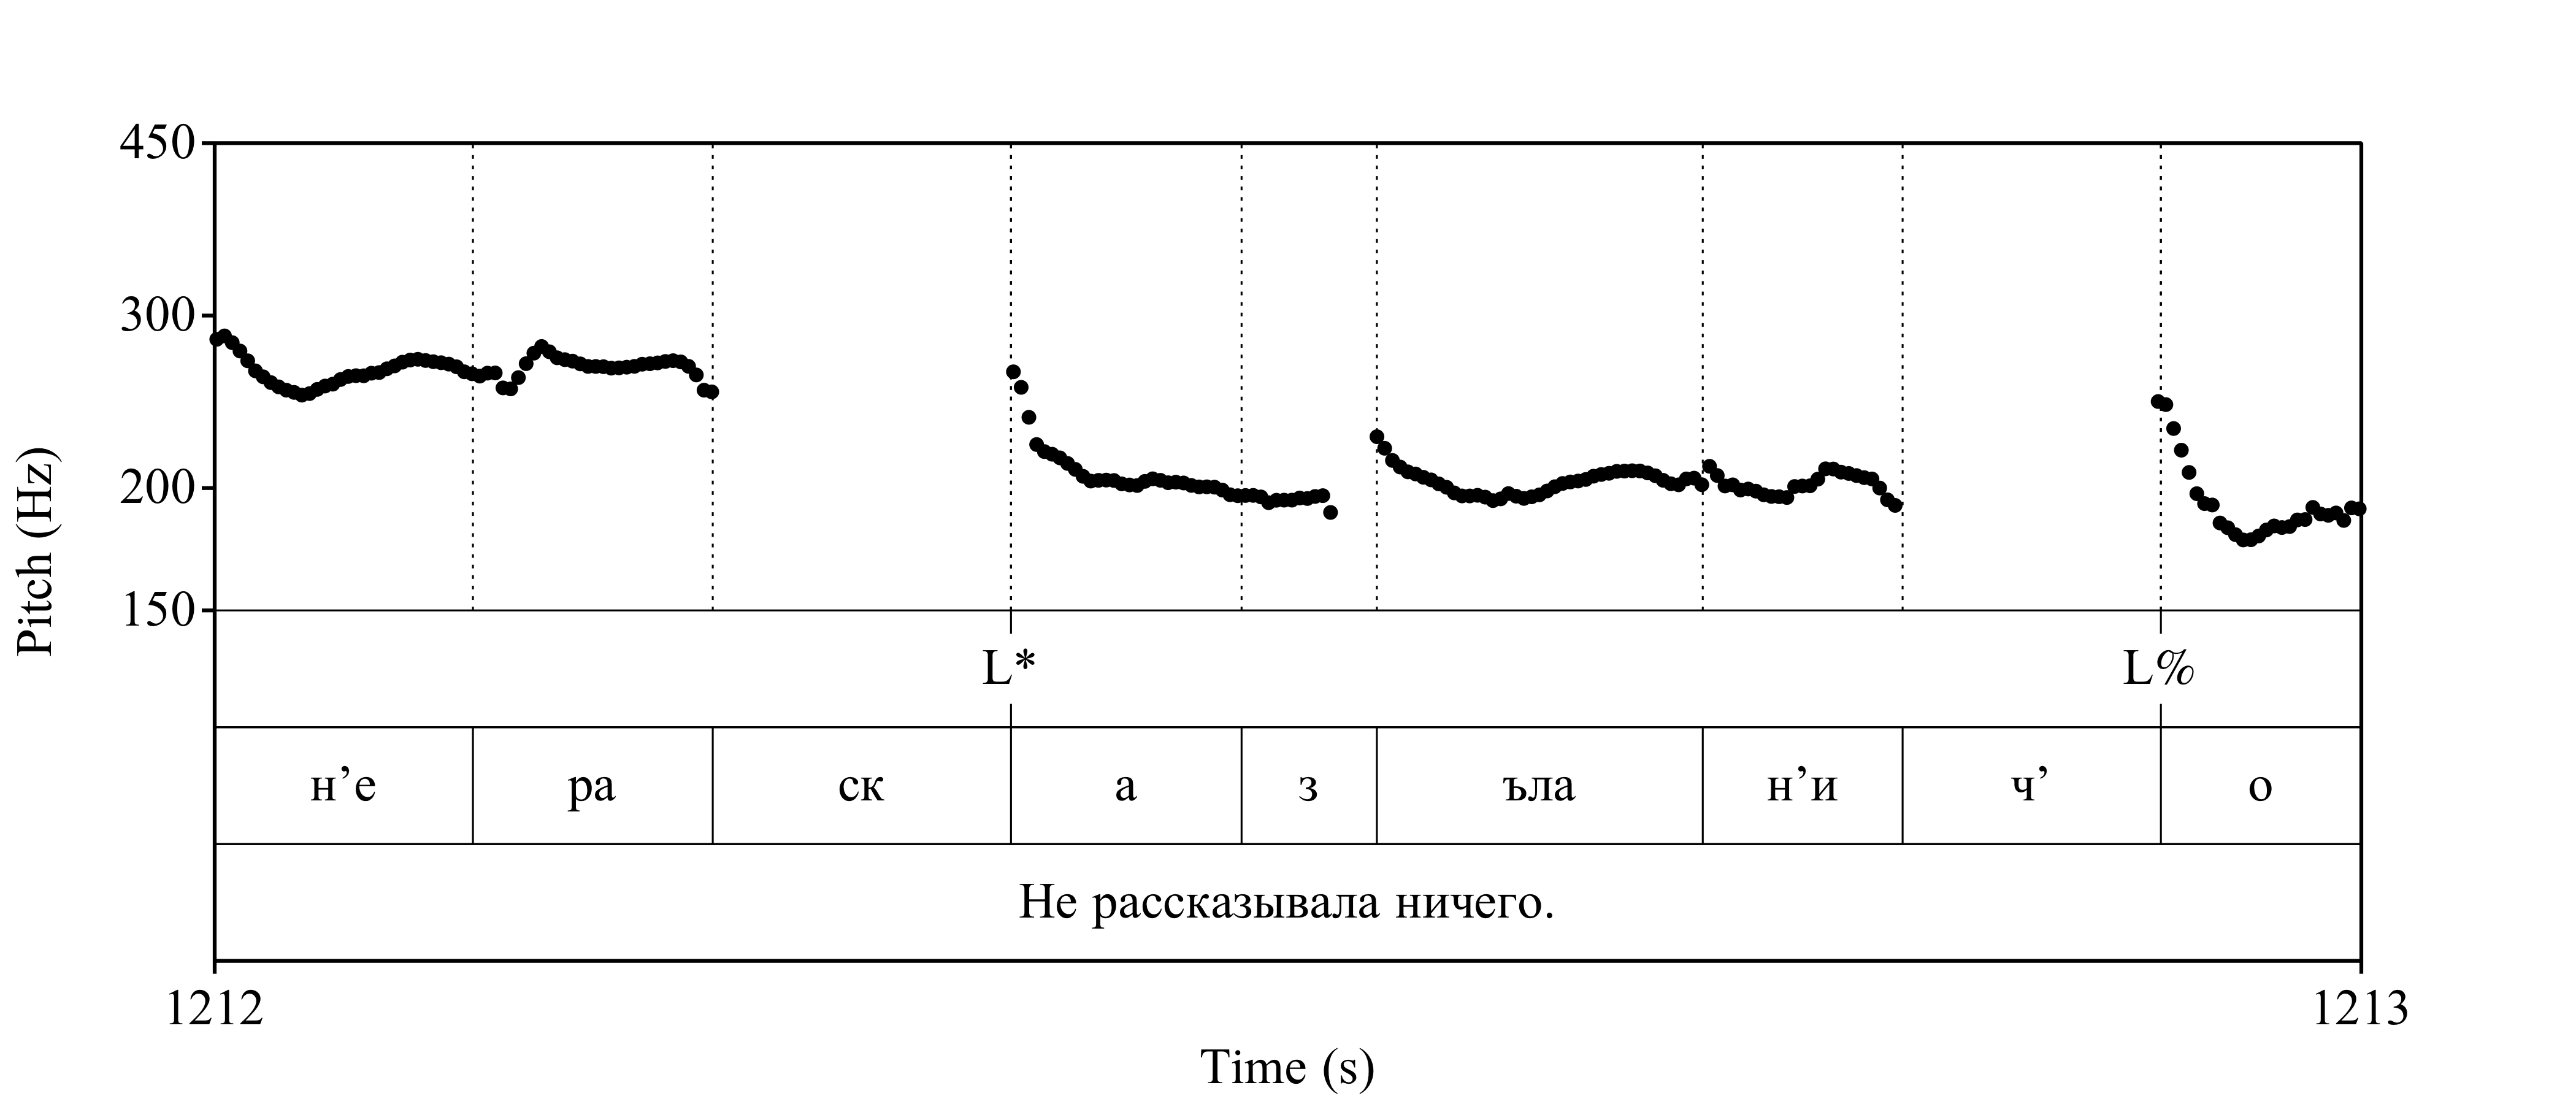 450
300
200
150
Pitch (Hz)
L* L%
н’е ра ск а з ъла н’и ч’ о
Не рассказывала ничего.
1212 1213
Time (s)